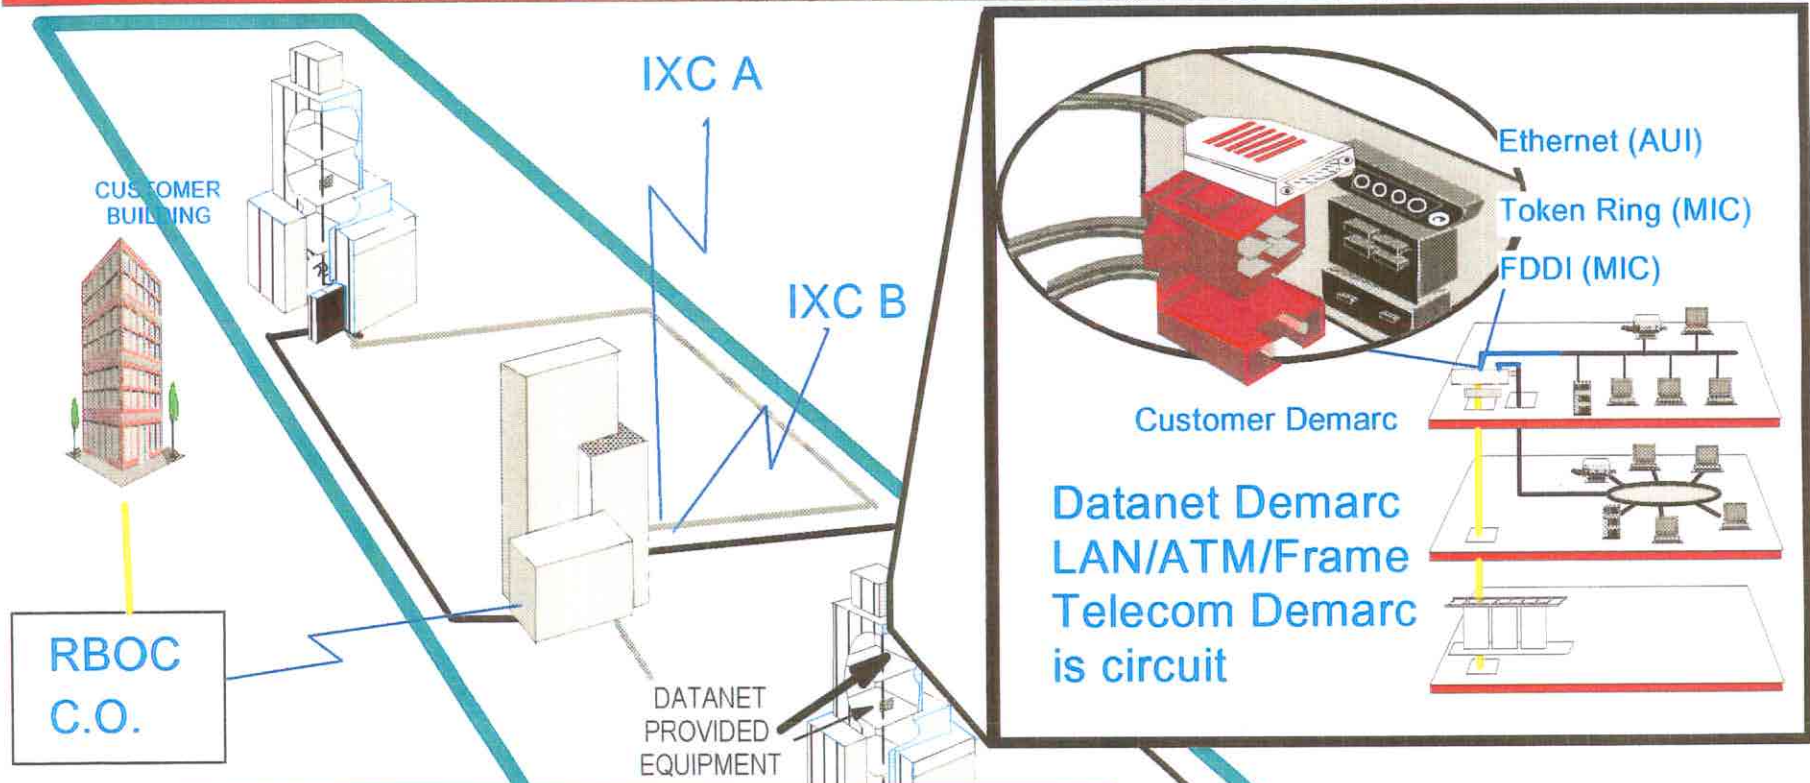 IXC A
CUSTOMER
BUILDING
IXC B
RBOC
C.O.
DATANET
PROVIDED
EQUIPMENT
Ethernet (AUI)
Token Ring (MIC)
FDDI (MIC)
Customer Demarc
Datanet Demarc
LAN/ATM/Frame
Telecom Demarc
is circuit